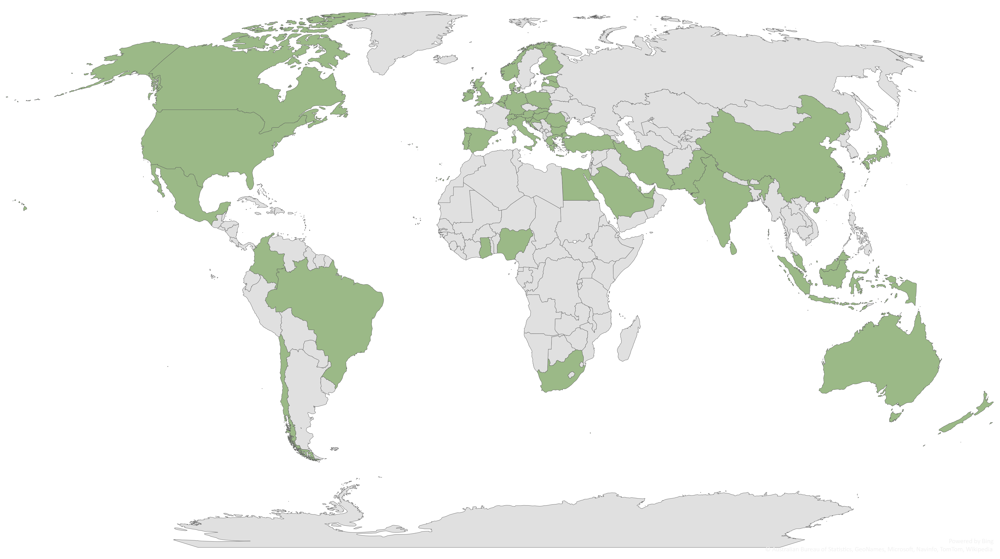 Powered by Bing
© Australian Bureau of Statistics, GeoNames, Microsoft, Navinfo, TomTom, Wikipedia